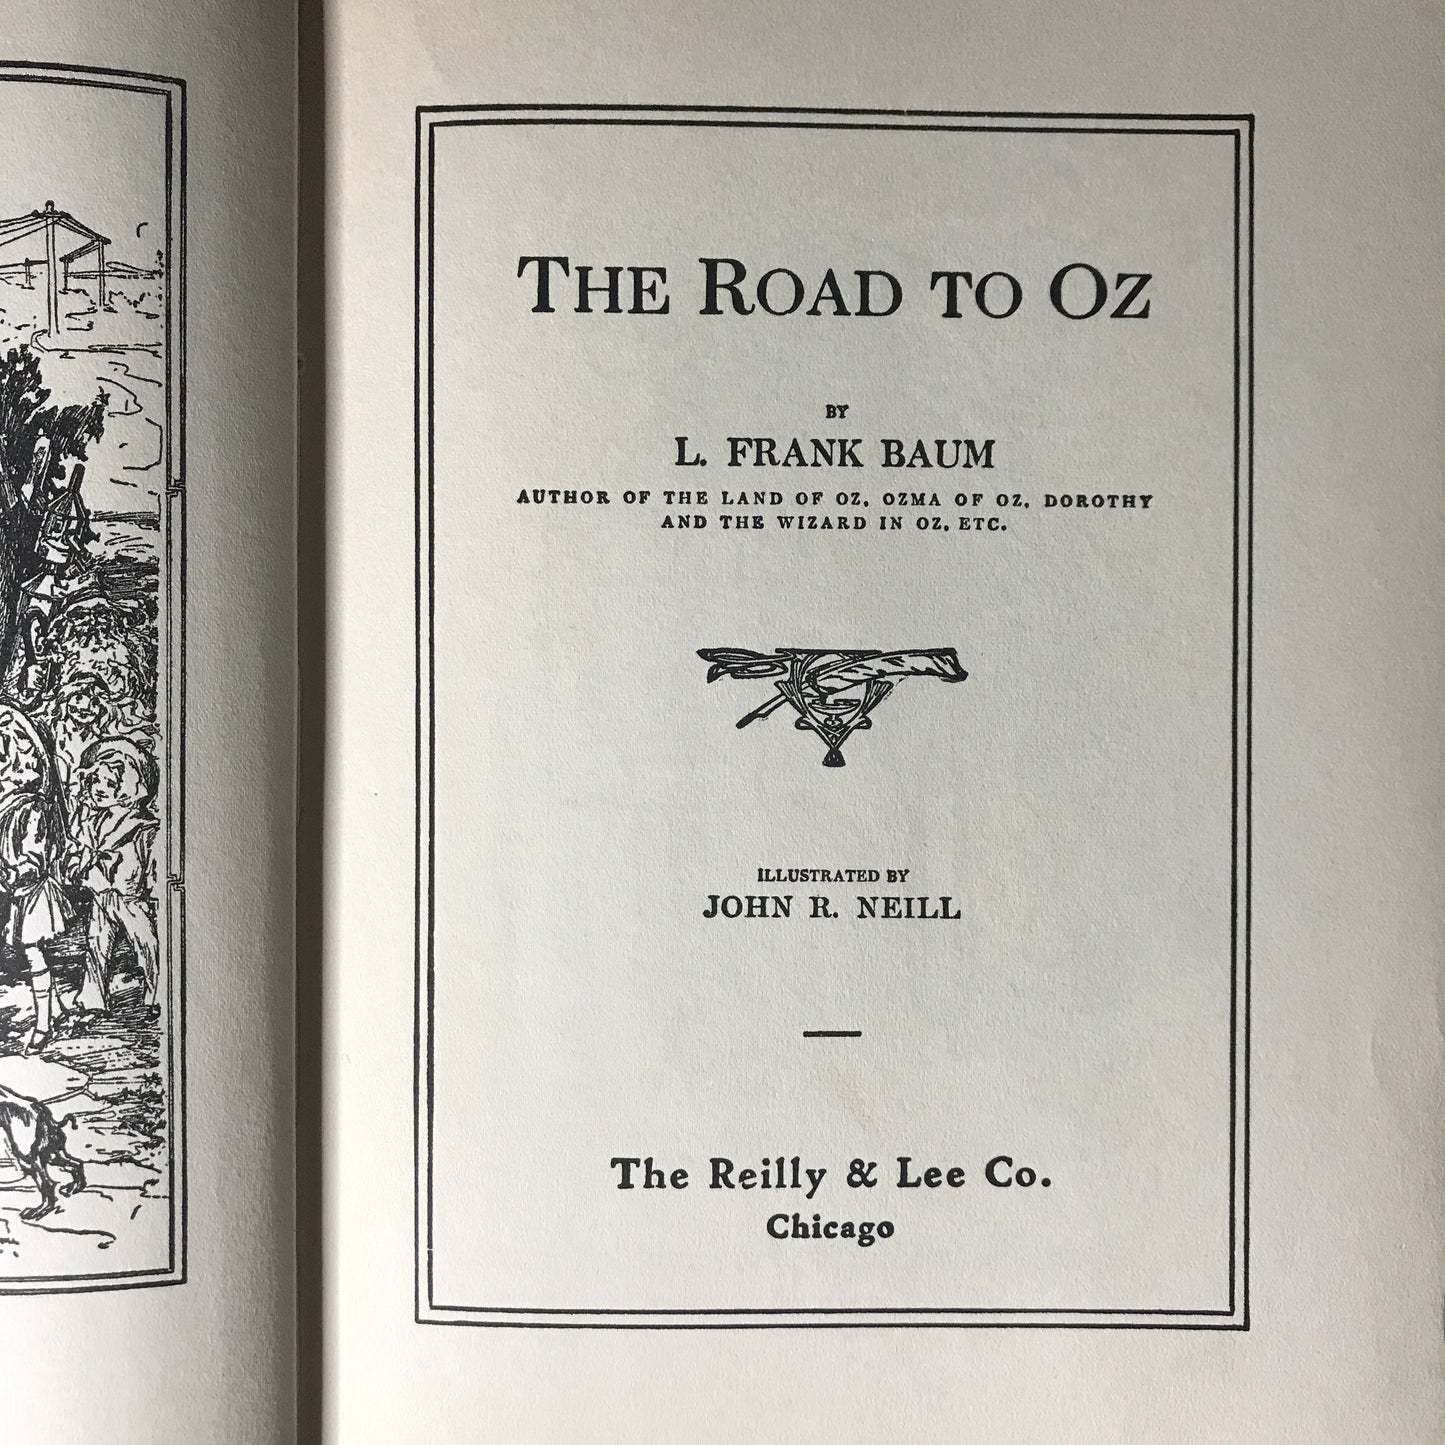 THE ROAD TO OZ
BY
L. FRANK BAUM
AUTHOR OF THE LAND OF OZ, OZMA OF OZ, DOROTHY
AND THE WIZARD IN OZ, ETC.
ILLUSTRATED BY
JOHN R. NEILL
The Reilly & Lee Co.
Chicago